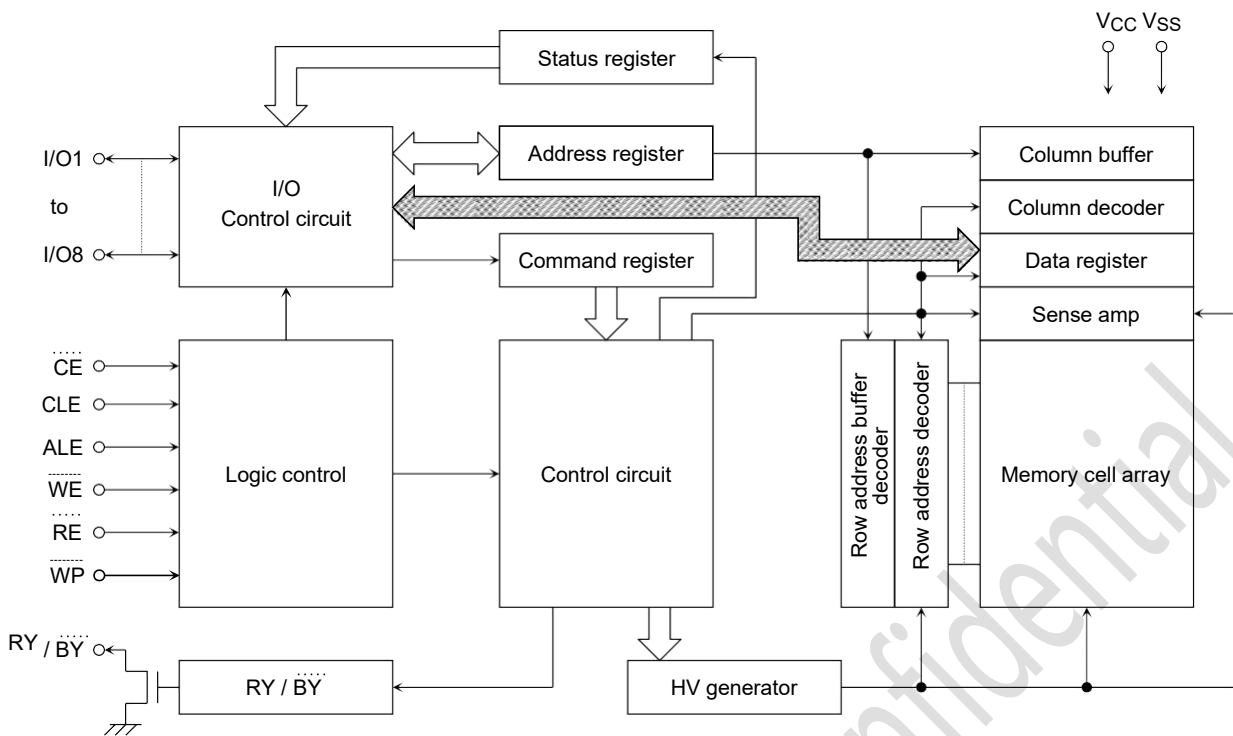 VCC VSS
Status register
I/O1
to
I/O8
I/O
Control circuit
Address register
Column buffer
Column decoder
Data register
Sense amp
Command register
CE
CLE
ALE
WE
RE
WP
Logic control
Control circuit
Row address buffer
decoder
Row address decoder
Memory cell array
RY / BY
RY / BY
HV generator
nfidential